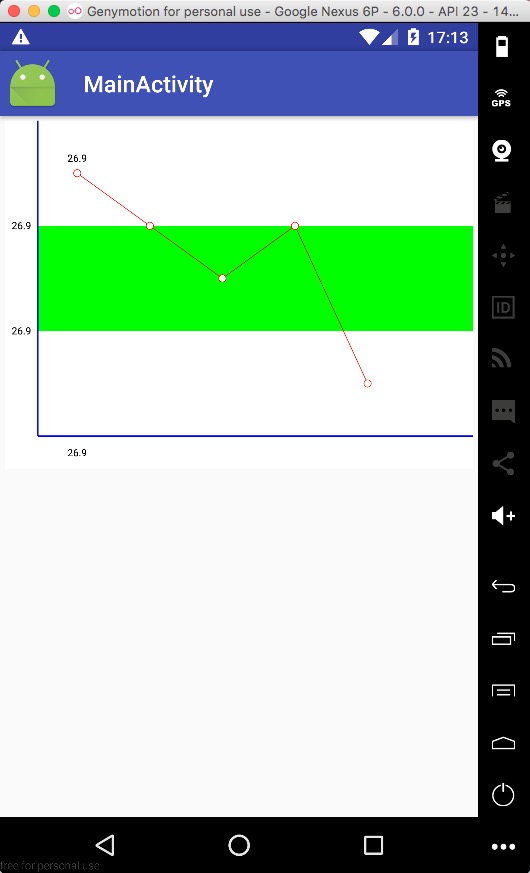 Genymotion for personal use - Google Nexus 6P - 6.0.0 - API 23 - 14...
17:13
GPS
MainActivity
26.9
26.9
ID
26.9
26.9
free for personal use